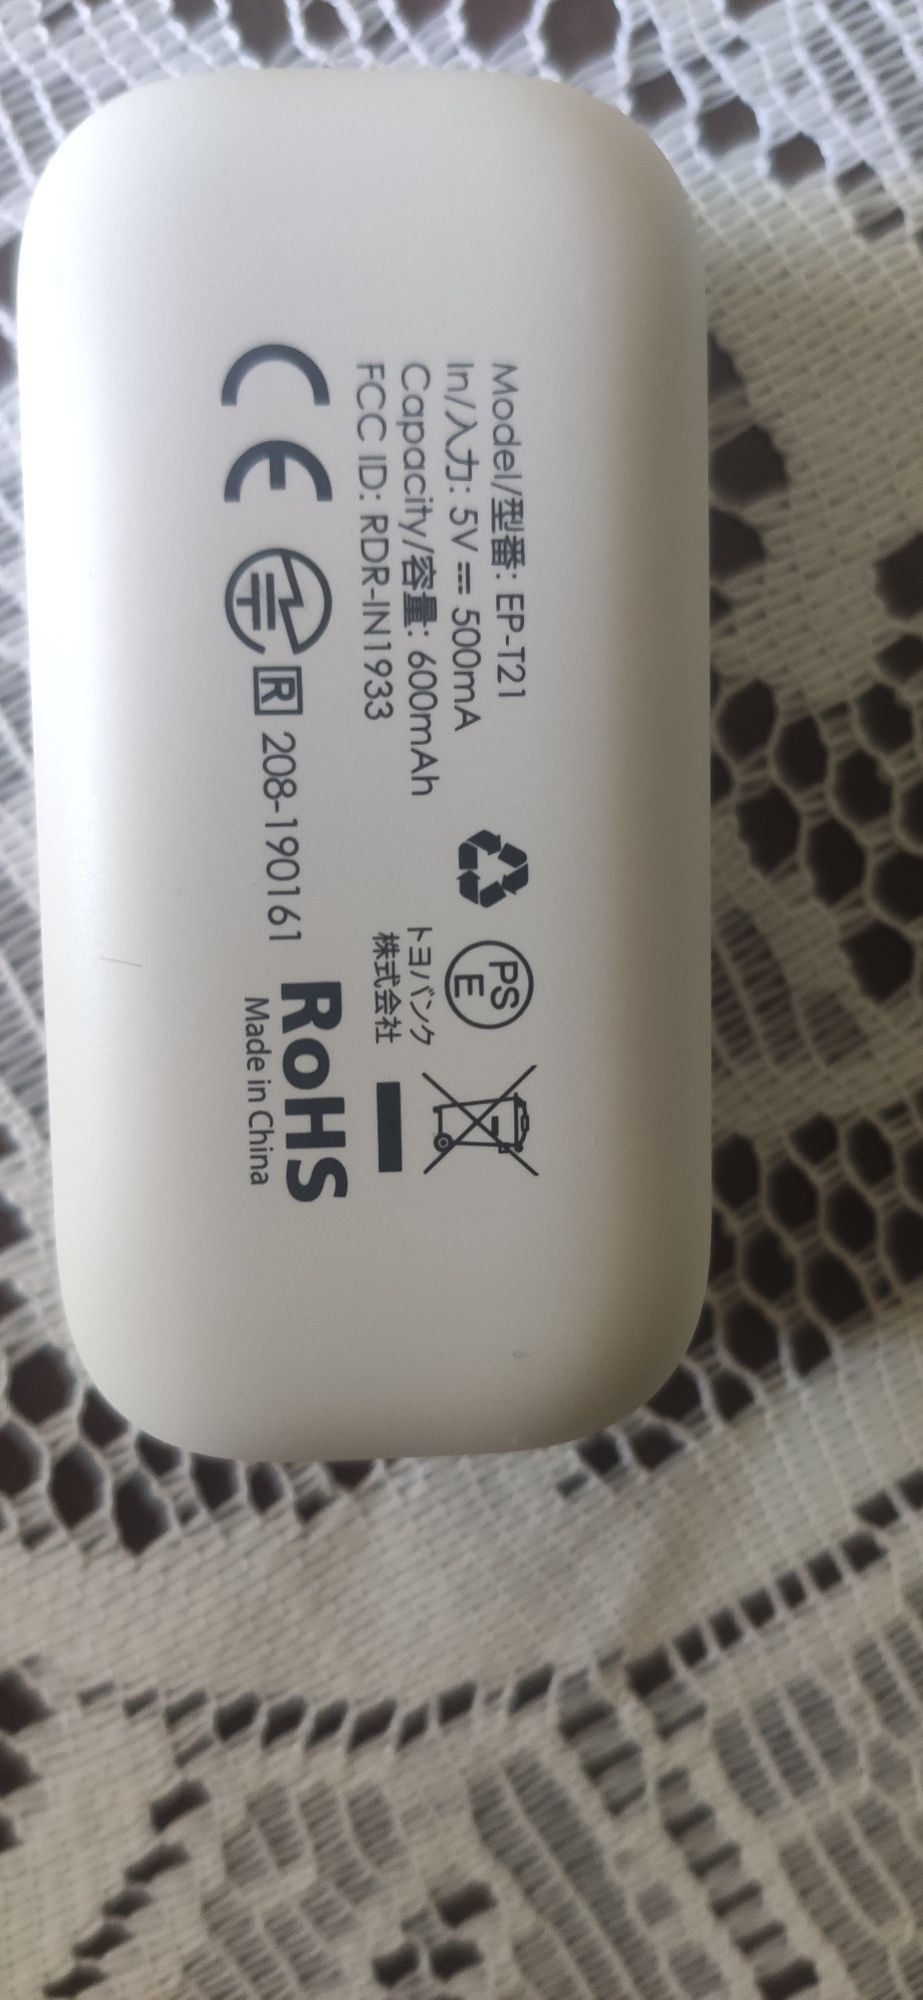 Model/型番: EP-T21
In/入力: 5V⎓500mA
Capacity/容量: 600mAh
FCC ID: RDR-IN1933
CE
R 208-190161
PS
E
トヨバンク
株式会社
RoHS
Made in China